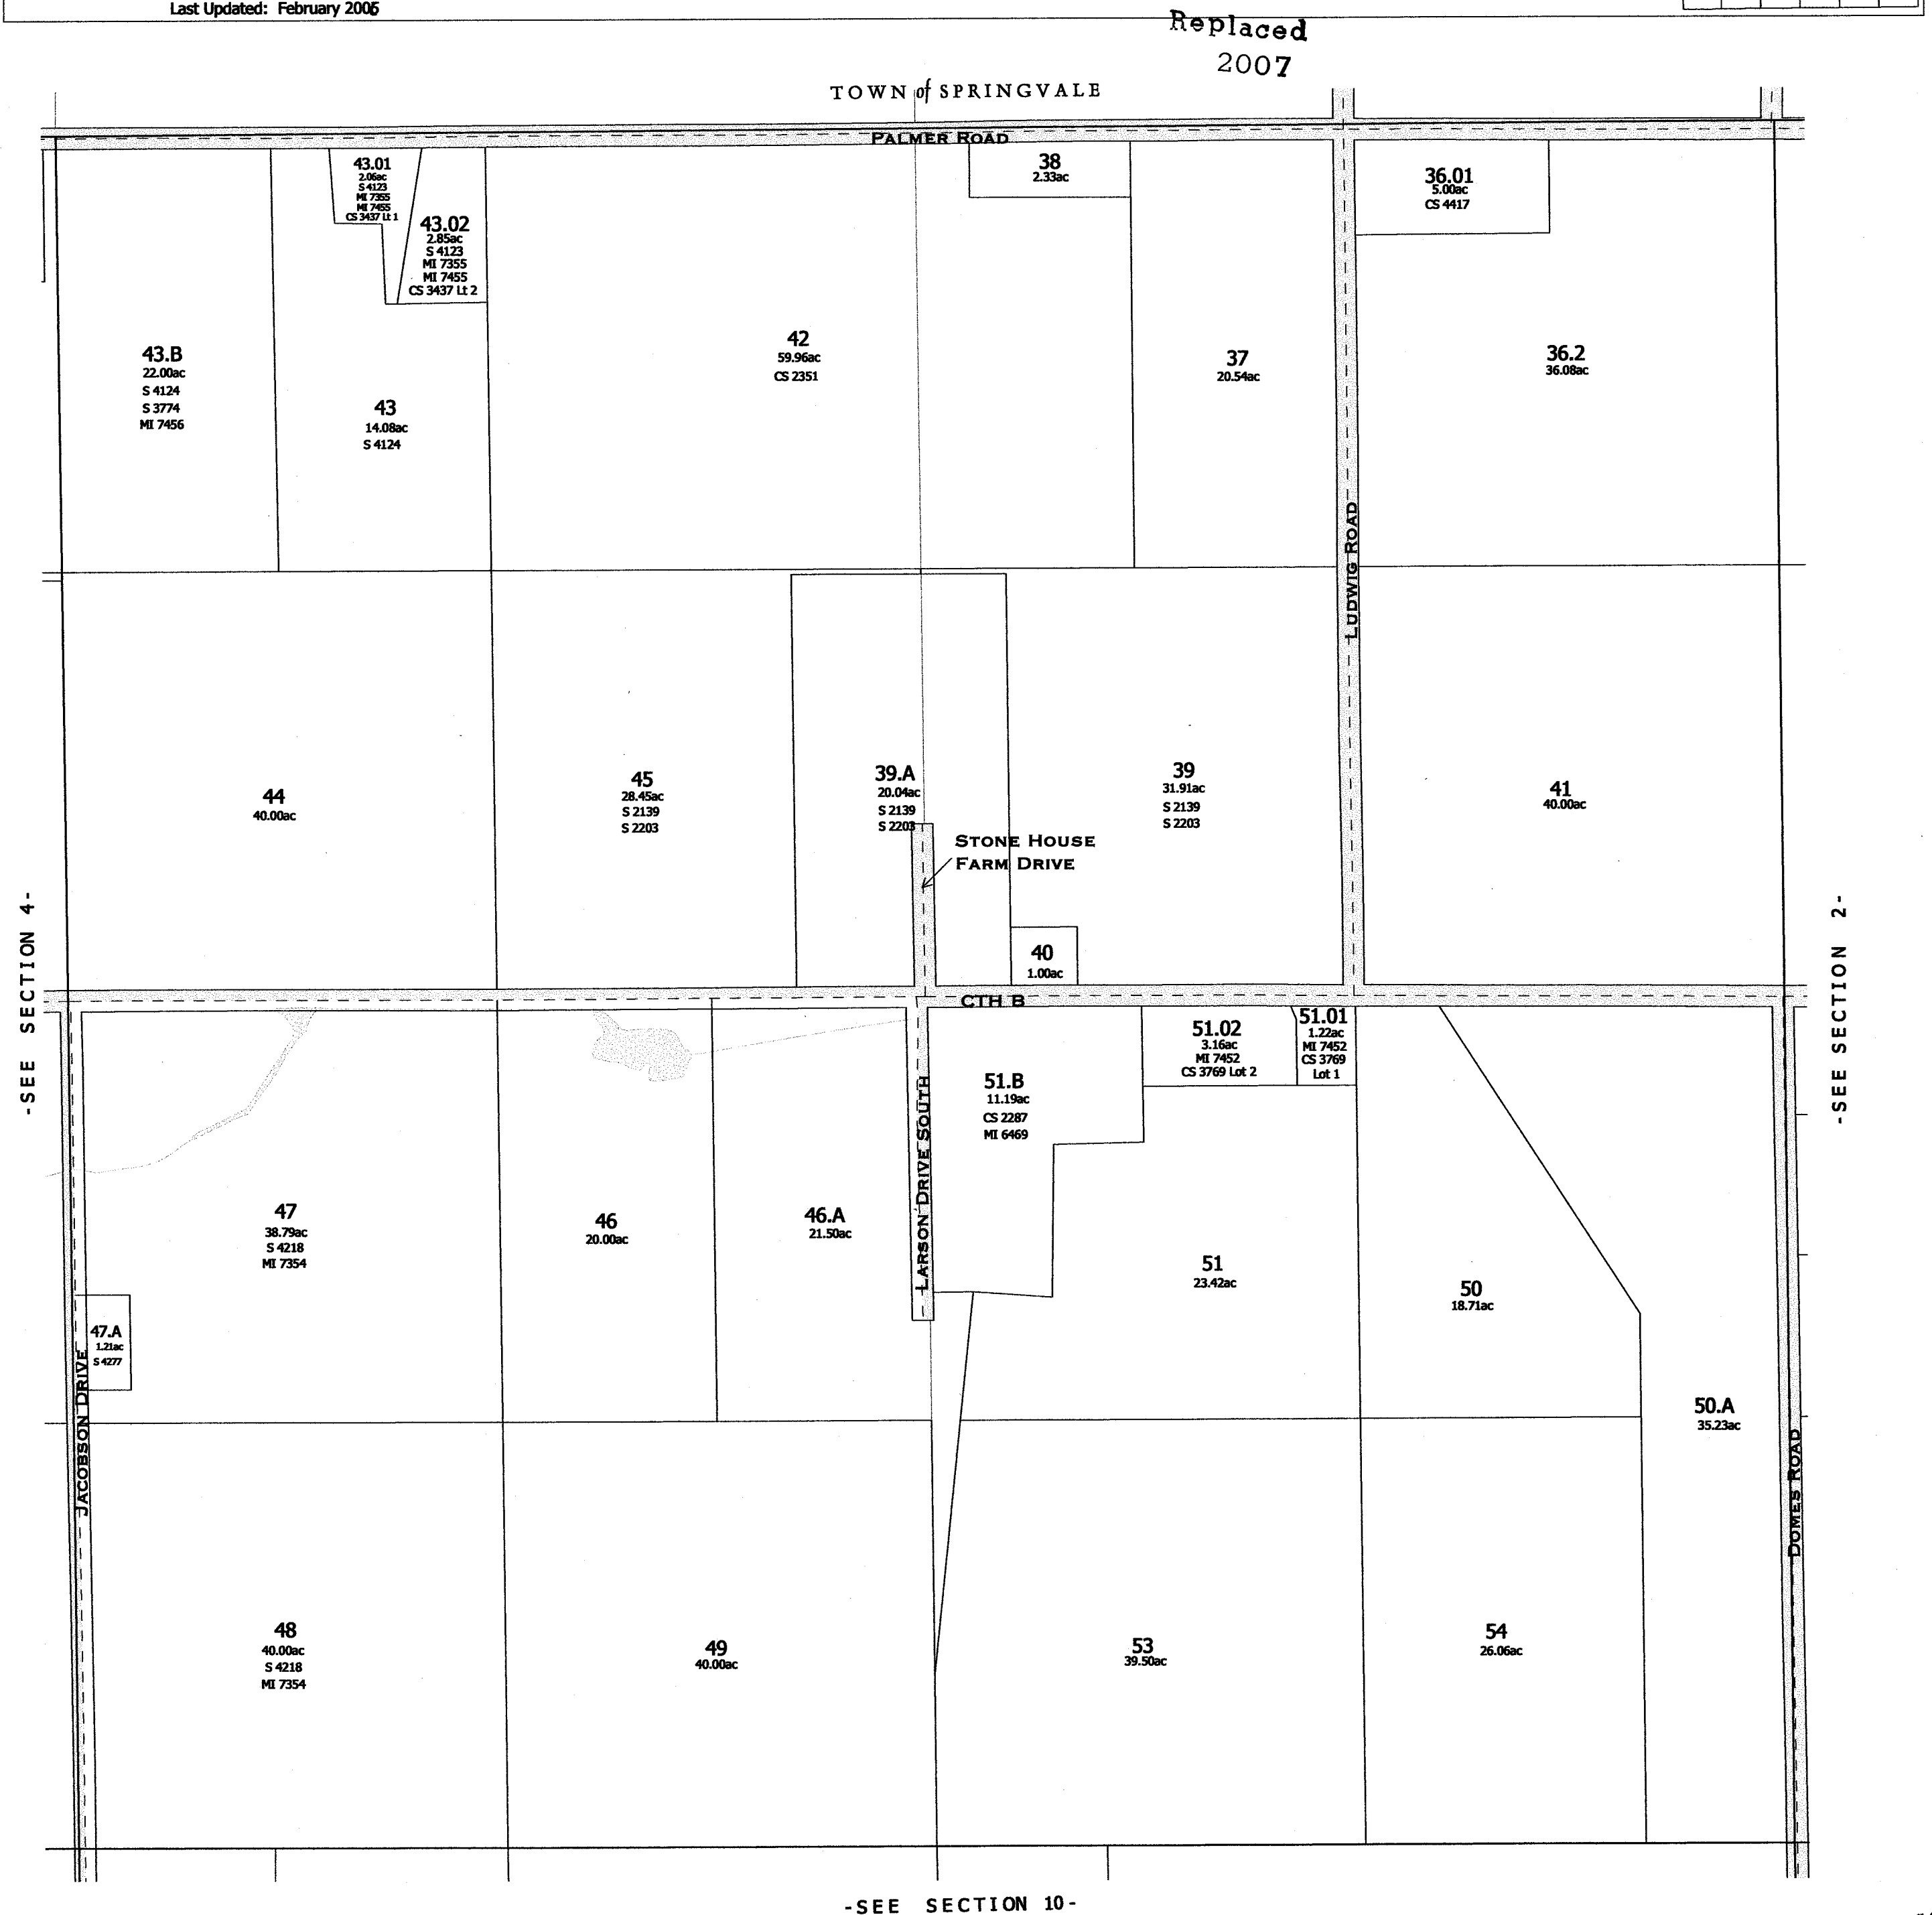 Last Updated: February 2006
Replaced
2007
TOWN of SPRINGVALE
PALMER ROAD
43.01
2.06ac
S 4123
MI 7355
MI 7455
CS 3437 Lt 1
43.02
2.85ac
S 4123
MI 7355
MI 7455
CS 3437 Lt 2
38
2.33ac
36.01
5.00ac
CS 4417
43.B
22.00ac
S 4124
S 3774
MI 7456
43
14.08ac
S 4124
42
59.96ac
CS 2351
37
20.54ac
36.2
36.08ac
LUDWIG ROAD
44
40.00ac
45
28.45ac
S 2139
S 2203
39.A
20.04ac
S 2139
S 2203
39
31.91ac
S 2139
S 2203
41
40.00ac
STONE HOUSE
FARM DRIVE
40
1.00ac
-SEE SECTION 4-
-SEE SECTION 2-
CTH B
51.02
3.16ac
MI 7452
CS 3769 Lot 2
51.01
1.22ac
MI 7452
CS 3769
Lot 1
51.B
11.19ac
CS 2287
MI 6469
LARSON DRIVE SOUTH
47
38.79ac
S 4218
MI 7354
46
20.00ac
46.A
21.50ac
51
23.42ac
50
18.71ac
47.A
1.21ac
S 4277
50.A
35.23ac
JACOBSON DRIVE
DOMES ROAD
48
40.00ac
S 4218
MI 7354
49
40.00ac
53
39.50ac
54
26.06ac
-SEE SECTION 10-